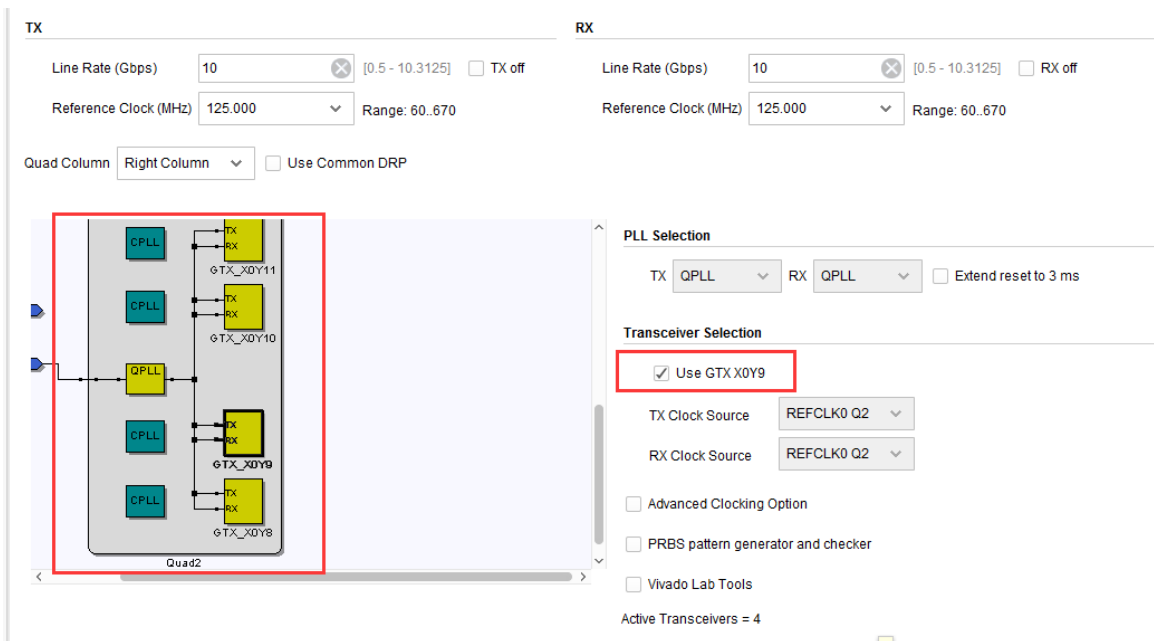 TX RX
Line Rate (Gbps) 10 [0.5 - 10.3125] TX off Line Rate (Gbps) 10 [0.5 - 10.3125] RX off
Reference Clock (MHz) 125.000 Range: 60..670 Reference Clock (MHz) 125.000 Range: 60..670
Quad Column Right Column Use Common DRP
TX
CPLL RX
GTX_X0Y11
TX
CPLL RX
GTX_X0Y10
QPLL
TX
CPLL RX
GTX_X0Y9
TX
CPLL RX
GTX_X0Y8
Quad2
PLL Selection
TX QPLL RX QPLL Extend reset to 3 ms
Transceiver Selection
Use GTX X0Y9
TX Clock Source REFCLK0 Q2
RX Clock Source REFCLK0 Q2
Advanced Clocking Option
PRBS pattern generator and checker
Vivado Lab Tools
Active Transceivers = 4